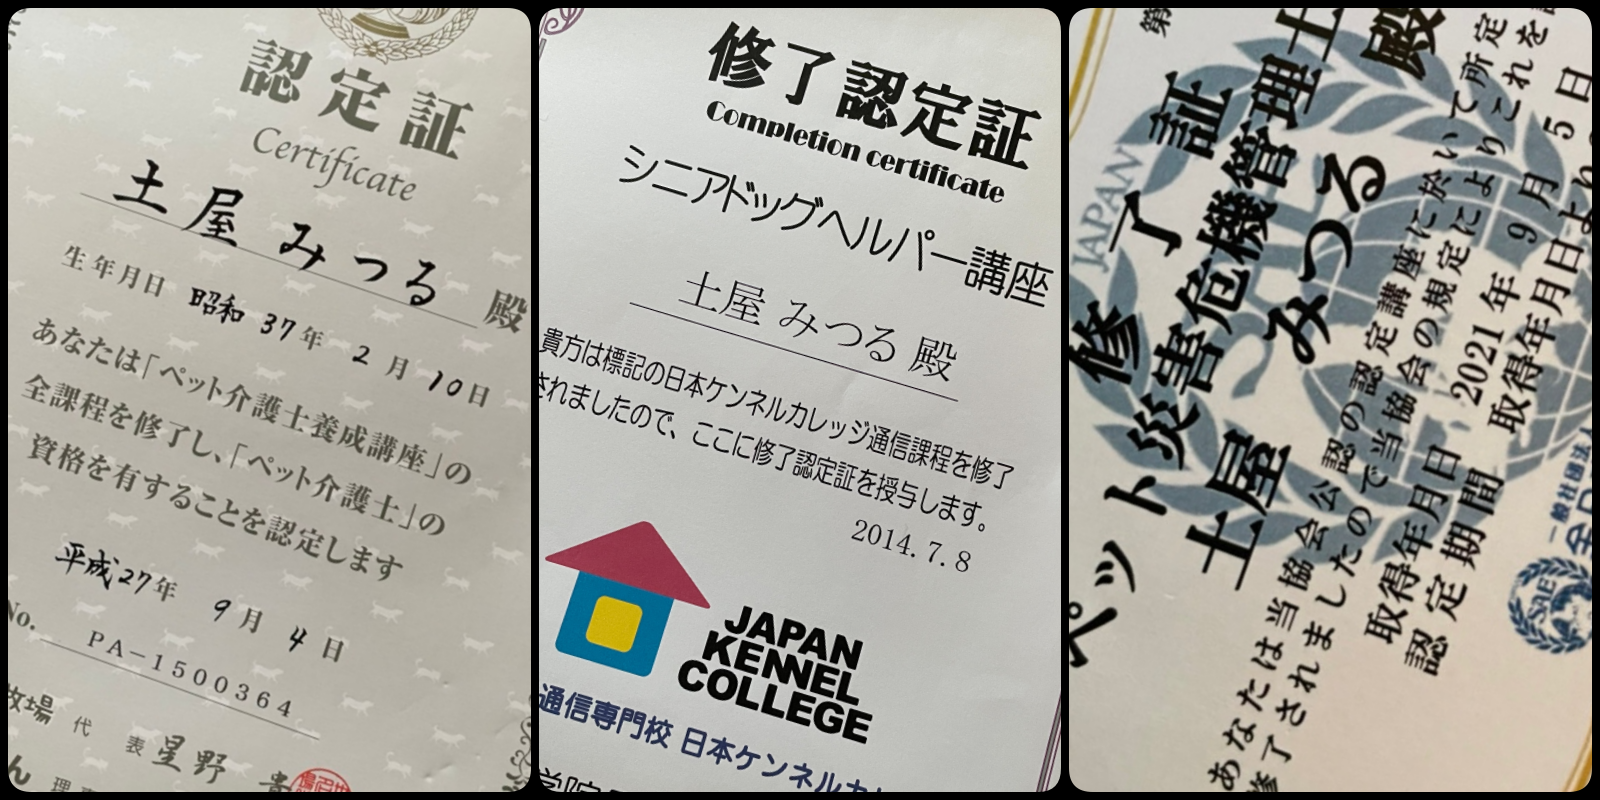 認定証
Certificate
土屋 みつる 殿
生年月日 昭和 37年 2月 10日
あなたは「ペット介護士養成講座」の
全課程を修了し、「ペット介護士」の
資格を有することを認定します
平成27年 9月 4日
No. PA-1500364
牧場 代表 星野
ん 理
修了認定証
Completion certificate
シニアドッグヘルパー講座
土屋 みつる 殿
貴方は標記の日本ケンネルカレッジ通信課程を修了
されましたので、ここに修了認定証を授与します。
2014.7.8
JAPAN
KENNEL
COLLEGE
通信専門校 日本ケンネルカ
学院
第
修了証
ペット災害危機管理士
土屋 みつる 殿
あなたは当協会公認の認定講座に於いて所定
修了されましたので当協会の規定によりこれを
取得年月日 2021年 9月 5日
認定期間 取得年月日より
一般社団法人
JAPAN